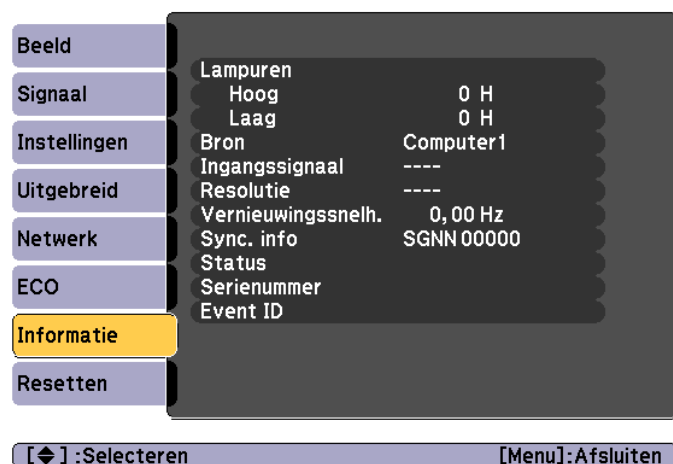 Beeld
Signaal
Instellingen
Uitgebreid
Netwerk
ECO
Informatie
Resetten
Lampuren
Hoog 0 H
Laag 0 H
Bron Computer1
Ingangssignaal ----
Resolutie ----
Vernieuwingssnelh. 0,00 Hz
Sync. info SGNN 00000
Status
Serienummer
Event ID
[◆] :Selecteren [Menu]:Afsluiten